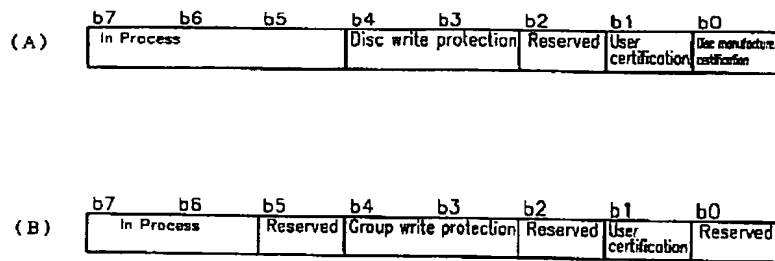 b7 b6 b5 b4 b3 b2 b1 b0
(A) In Process Disc write protection Reserved User certification Disc manufacture certification
b7 b6 b5 b4 b3 b2 b1 b0
(B) In Process Reserved Group write protection Reserved User certification Reserved